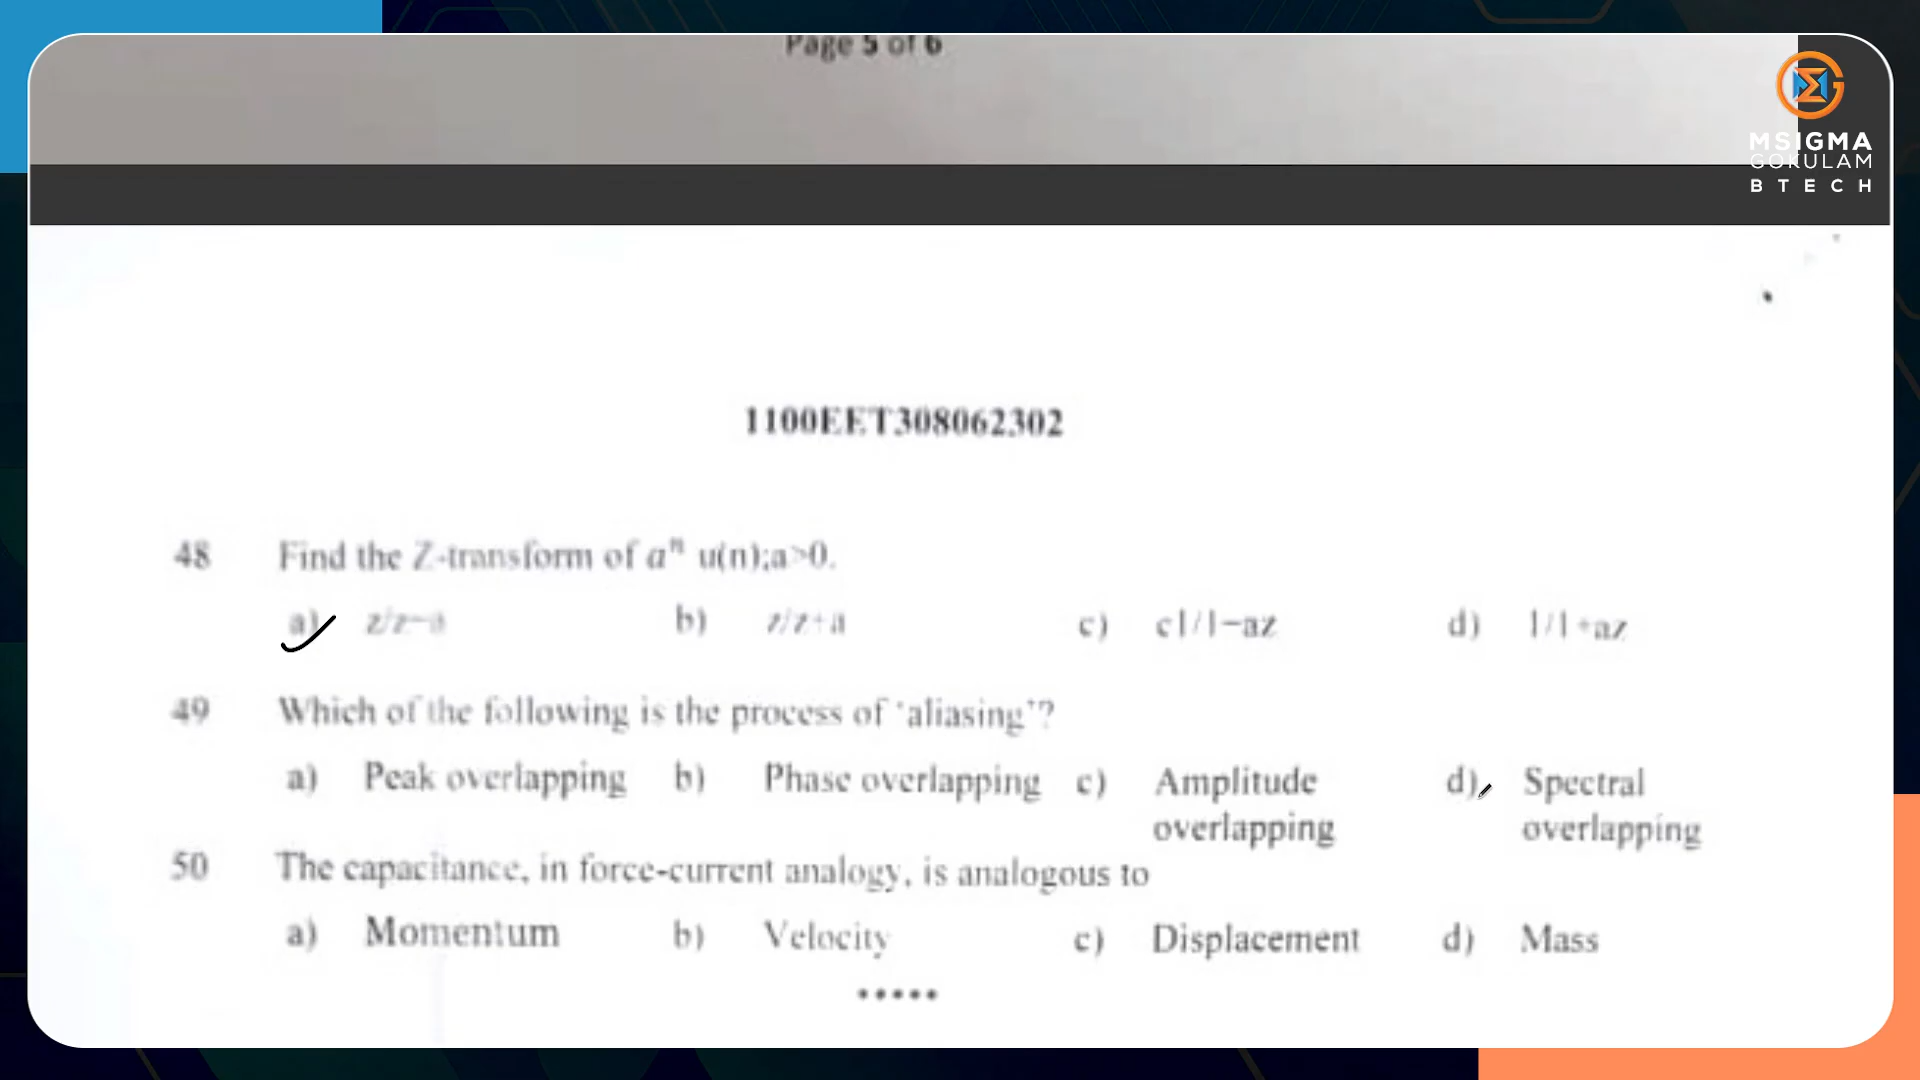 Page 5 of 6
MSIGMA
GOKULAM
BTECH
1100EET308062302
48 Find the Z-transform of aⁿ u(n);a>0.
a) z/z−a b) z/z+a c) c1/1−az d) 1/1+az
49 Which of the following is the process of 'aliasing'?
a) Peak overlapping b) Phase overlapping c) Amplitude overlapping d) Spectral overlapping
50 The capacitance, in force-current analogy, is analogous to
a) Momentum b) Velocity c) Displacement d) Mass
*****